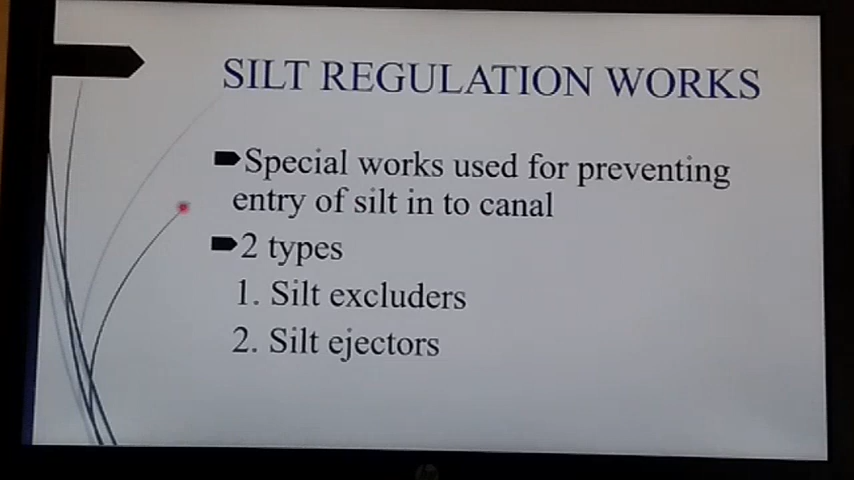 SILT REGULATION WORKS
Special works used for preventing
entry of silt in to canal
2 types
1. Silt excluders
2. Silt ejectors
hp